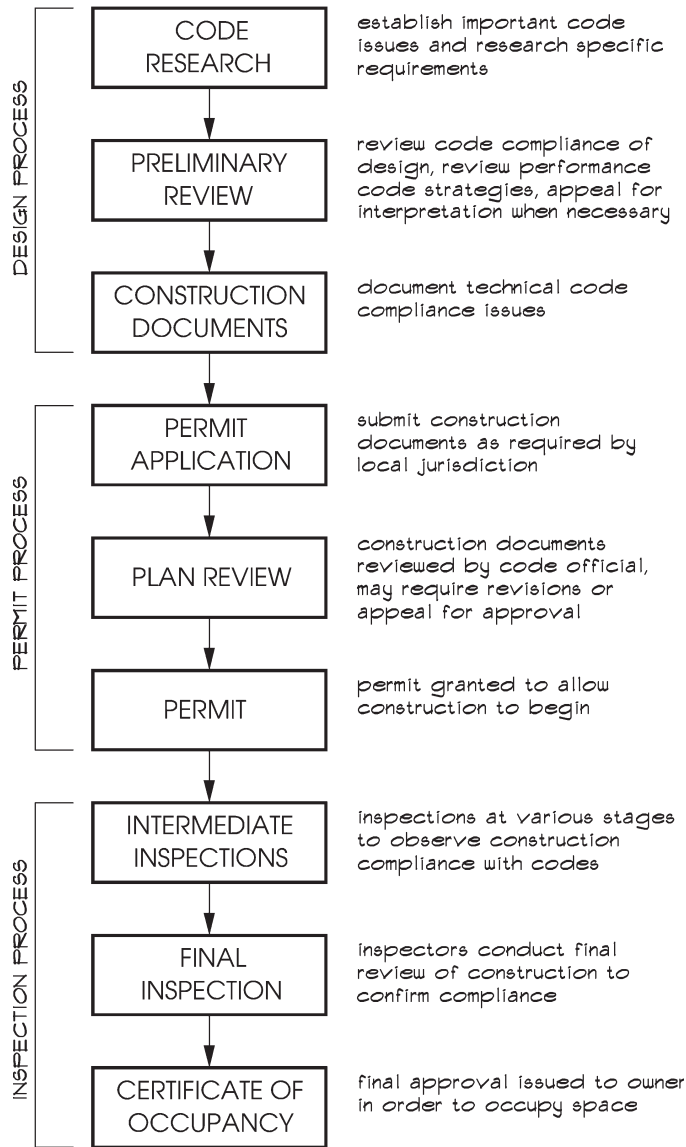 DESIGN PROCESS
CODE
RESEARCH
establish important code
issues and research specific
requirements
PRELIMINARY
REVIEW
review code compliance of
design, review performance
code strategies, appeal for
interpretation when necessary
CONSTRUCTION
DOCUMENTS
document technical code
compliance issues
PERMIT PROCESS
PERMIT
APPLICATION
submit construction
documents as required by
local jurisdiction
PLAN REVIEW
construction documents
reviewed by code official,
may require revisions or
appeal for approval
PERMIT
permit granted to allow
construction to begin
INSPECTION PROCESS
INTERMEDIATE
INSPECTIONS
inspections at various stages
to observe construction
compliance with codes
FINAL
INSPECTION
inspectors conduct final
review of construction to
confirm compliance
CERTIFICATE OF
OCCUPANCY
final approval issued to owner
in order to occupy space